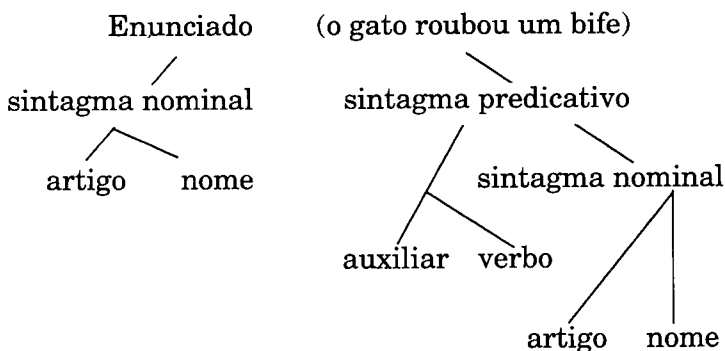 Enunciado (o gato roubou um bife)
sintagma nominal sintagma predicativo
artigo nome sintagma nominal
auxiliar verbo
artigo nome